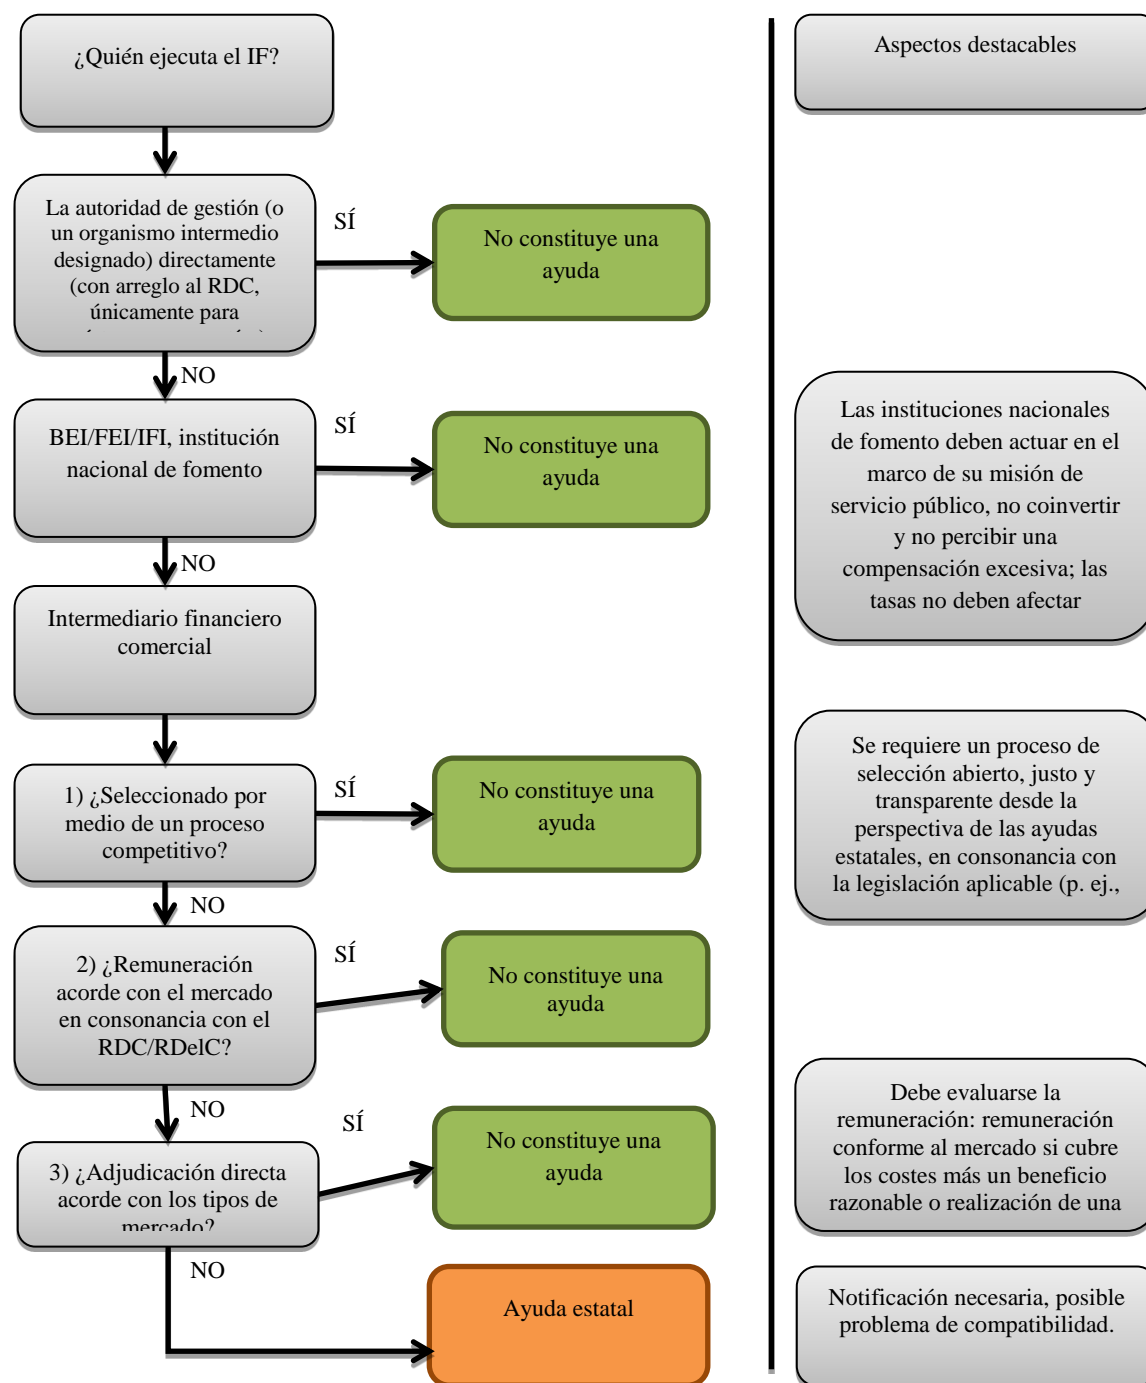 ¿Quién ejecuta el IF?
La autoridad de gestión (o
un organismo intermedio
designado) directamente
(con arreglo al RDC,
únicamente para
SÍ
No constituye una
ayuda
NO
BEI/FEI/IFI, institución
nacional de fomento
SÍ
No constituye una
ayuda
NO
Intermediario financiero
comercial
1) ¿Seleccionado por
medio de un proceso
competitivo?
SÍ
No constituye una
ayuda
NO
2) ¿Remuneración
acorde con el mercado
en consonancia con el
RDC/RDelC?
SÍ
No constituye una
ayuda
NO
3) ¿Adjudicación directa
acorde con los tipos de
mercado?
SÍ
No constituye una
ayuda
NO
Ayuda estatal
Aspectos destacables
Las instituciones nacionales
de fomento deben actuar en el
marco de su misión de
servicio público, no coinvertir
y no percibir una
compensación excesiva; las
tasas no deben afectar
Se requiere un proceso de
selección abierto, justo y
transparente desde la
perspectiva de las ayudas
estatales, en consonancia con
la legislación aplicable (p. ej.,
Debe evaluarse la
remuneración: remuneración
conforme al mercado si cubre
los costes más un beneficio
razonable o realización de una
Notificación necesaria, posible
problema de compatibilidad.